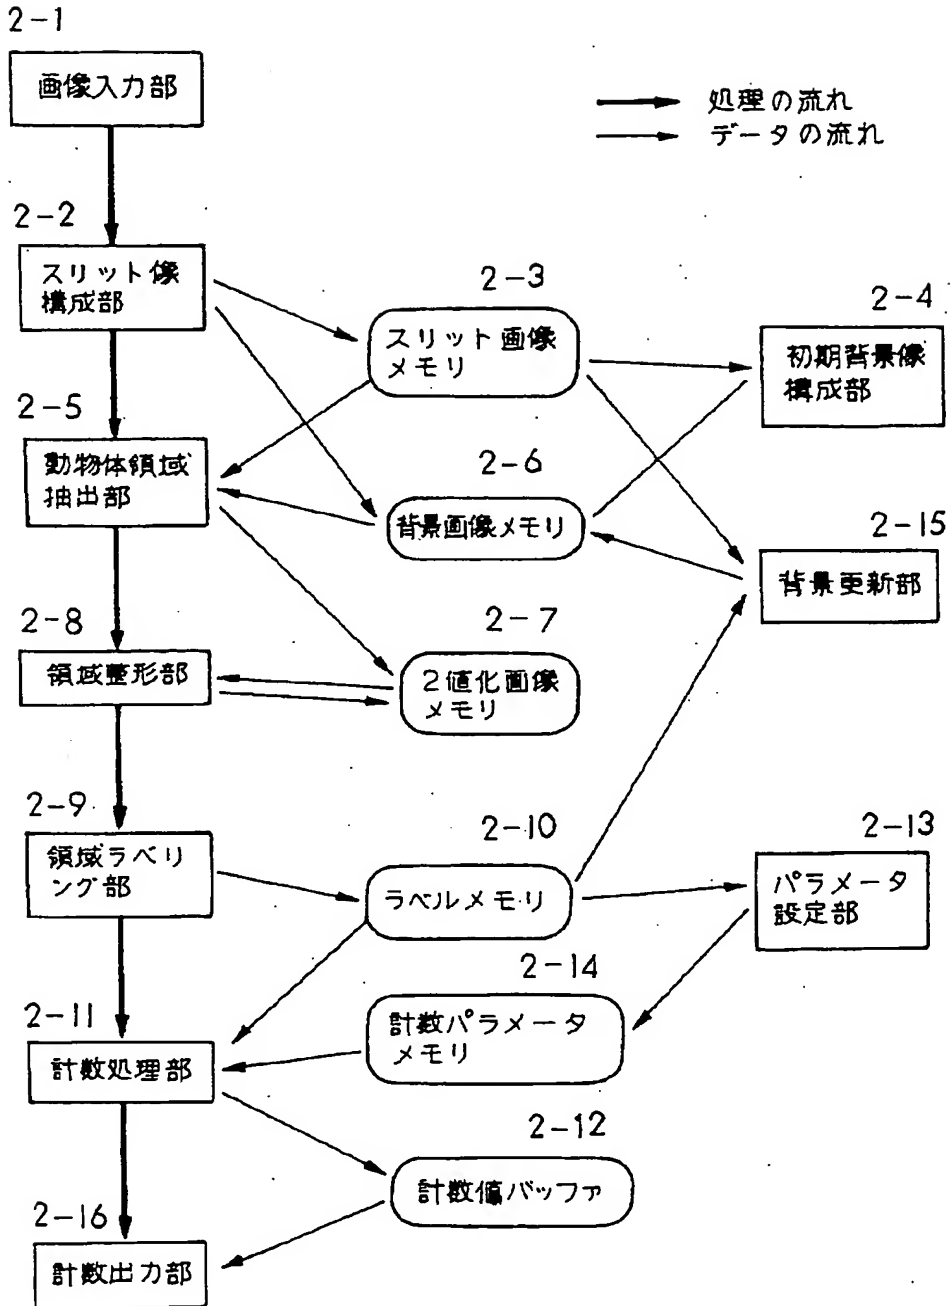 2-1
画像入力部
処理の流れ
データの流れ
2-2
スリット像
構成部
2-3
スリット画像
メモリ
2-4
初期背景像
構成部
2-5
動物体領域
抽出部
2-6
背景画像メモリ
2-15
背景更新部
2-7
2値化画像
メモリ
2-8
領域整形部
2-9
領域ラベリ
ング部
2-10
ラベルメモリ
2-13
パラメータ
設定部
2-14
計数パラメータ
メモリ
2-11
計数処理部
2-12
計数値バッファ
2-16
計数出力部